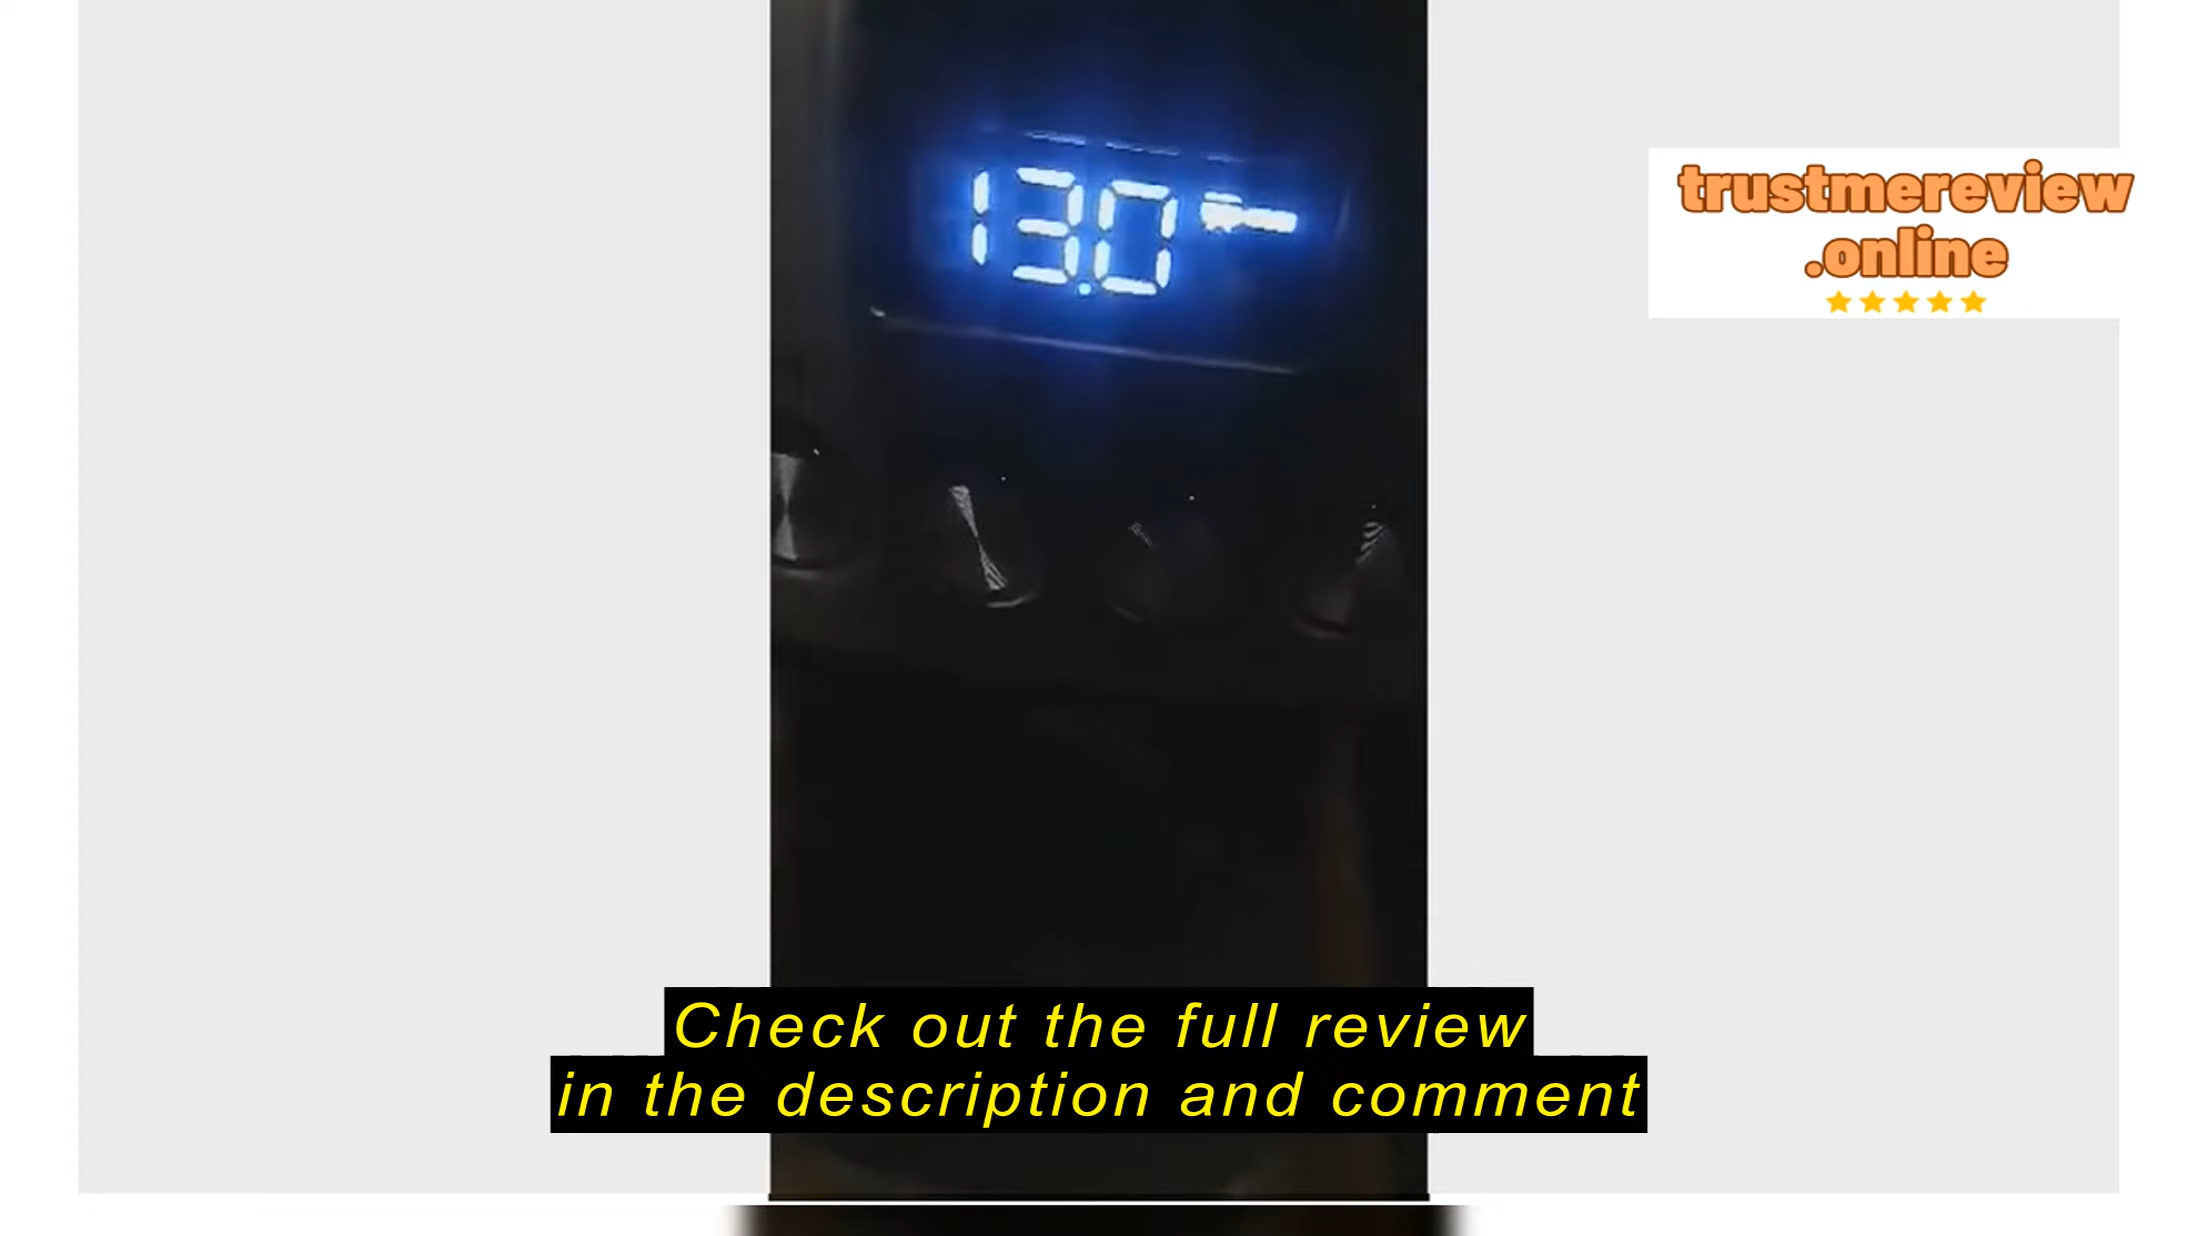 13.0
trustmereview
.online
Check out the full review
in the description and comment